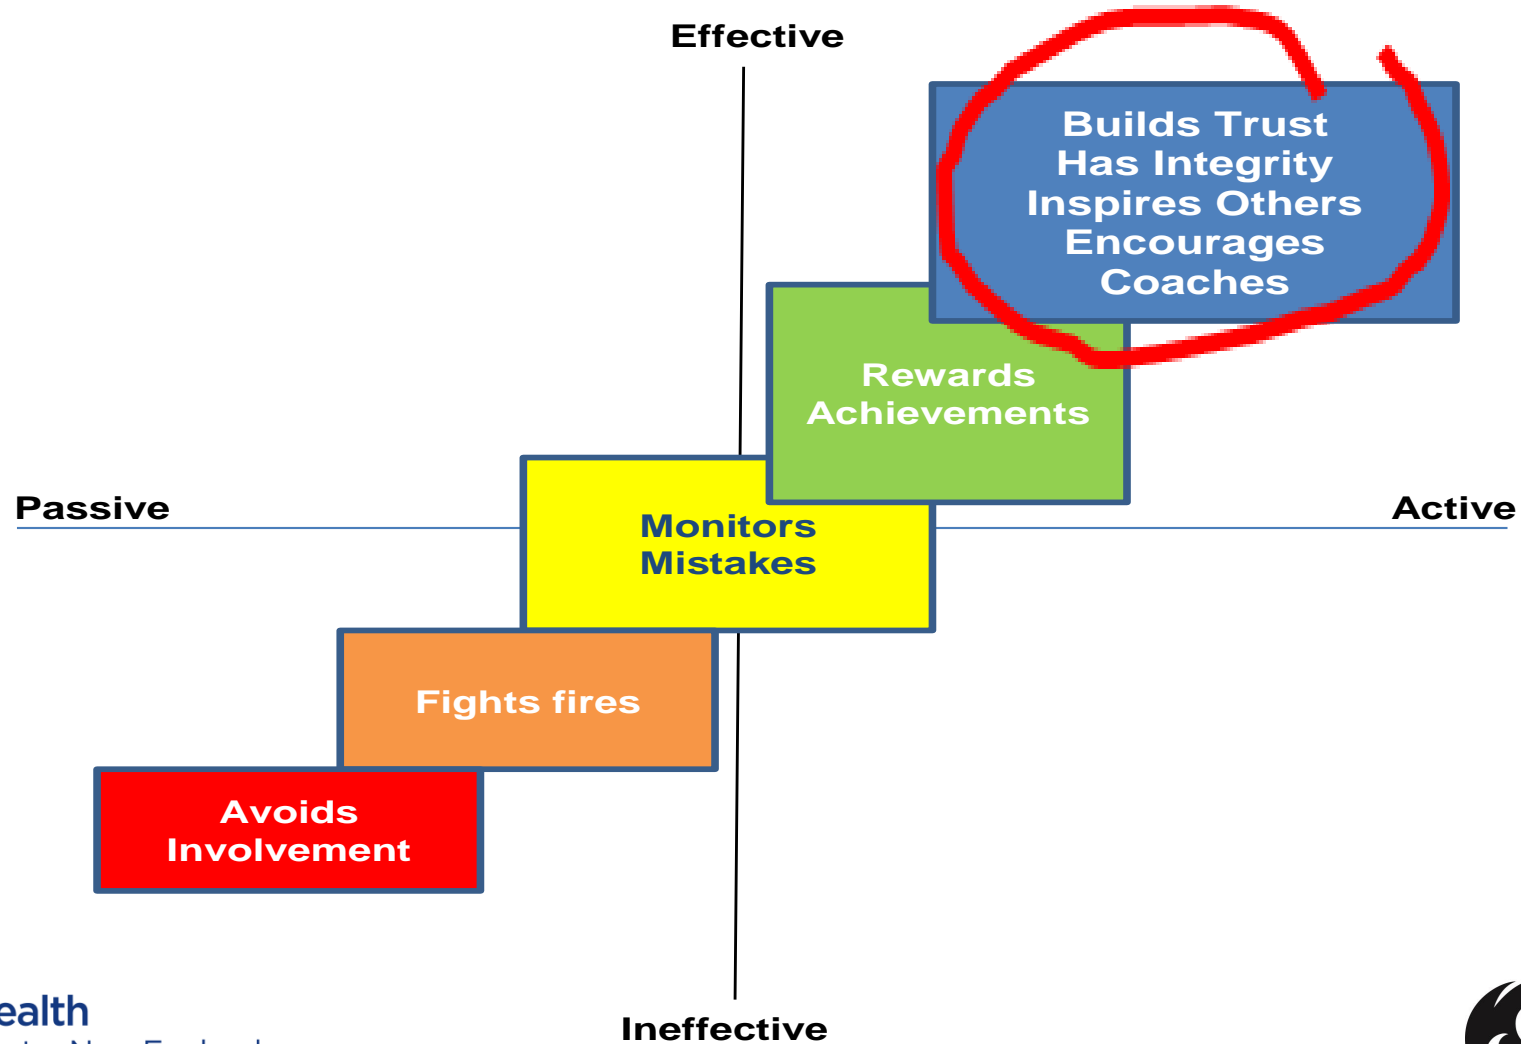 Effective
Builds Trust
Has Integrity
Inspires Others
Encourages
Coaches
Rewards
Achievements
Passive
Active
Monitors
Mistakes
Fights fires
Avoids
Involvement
Ineffective